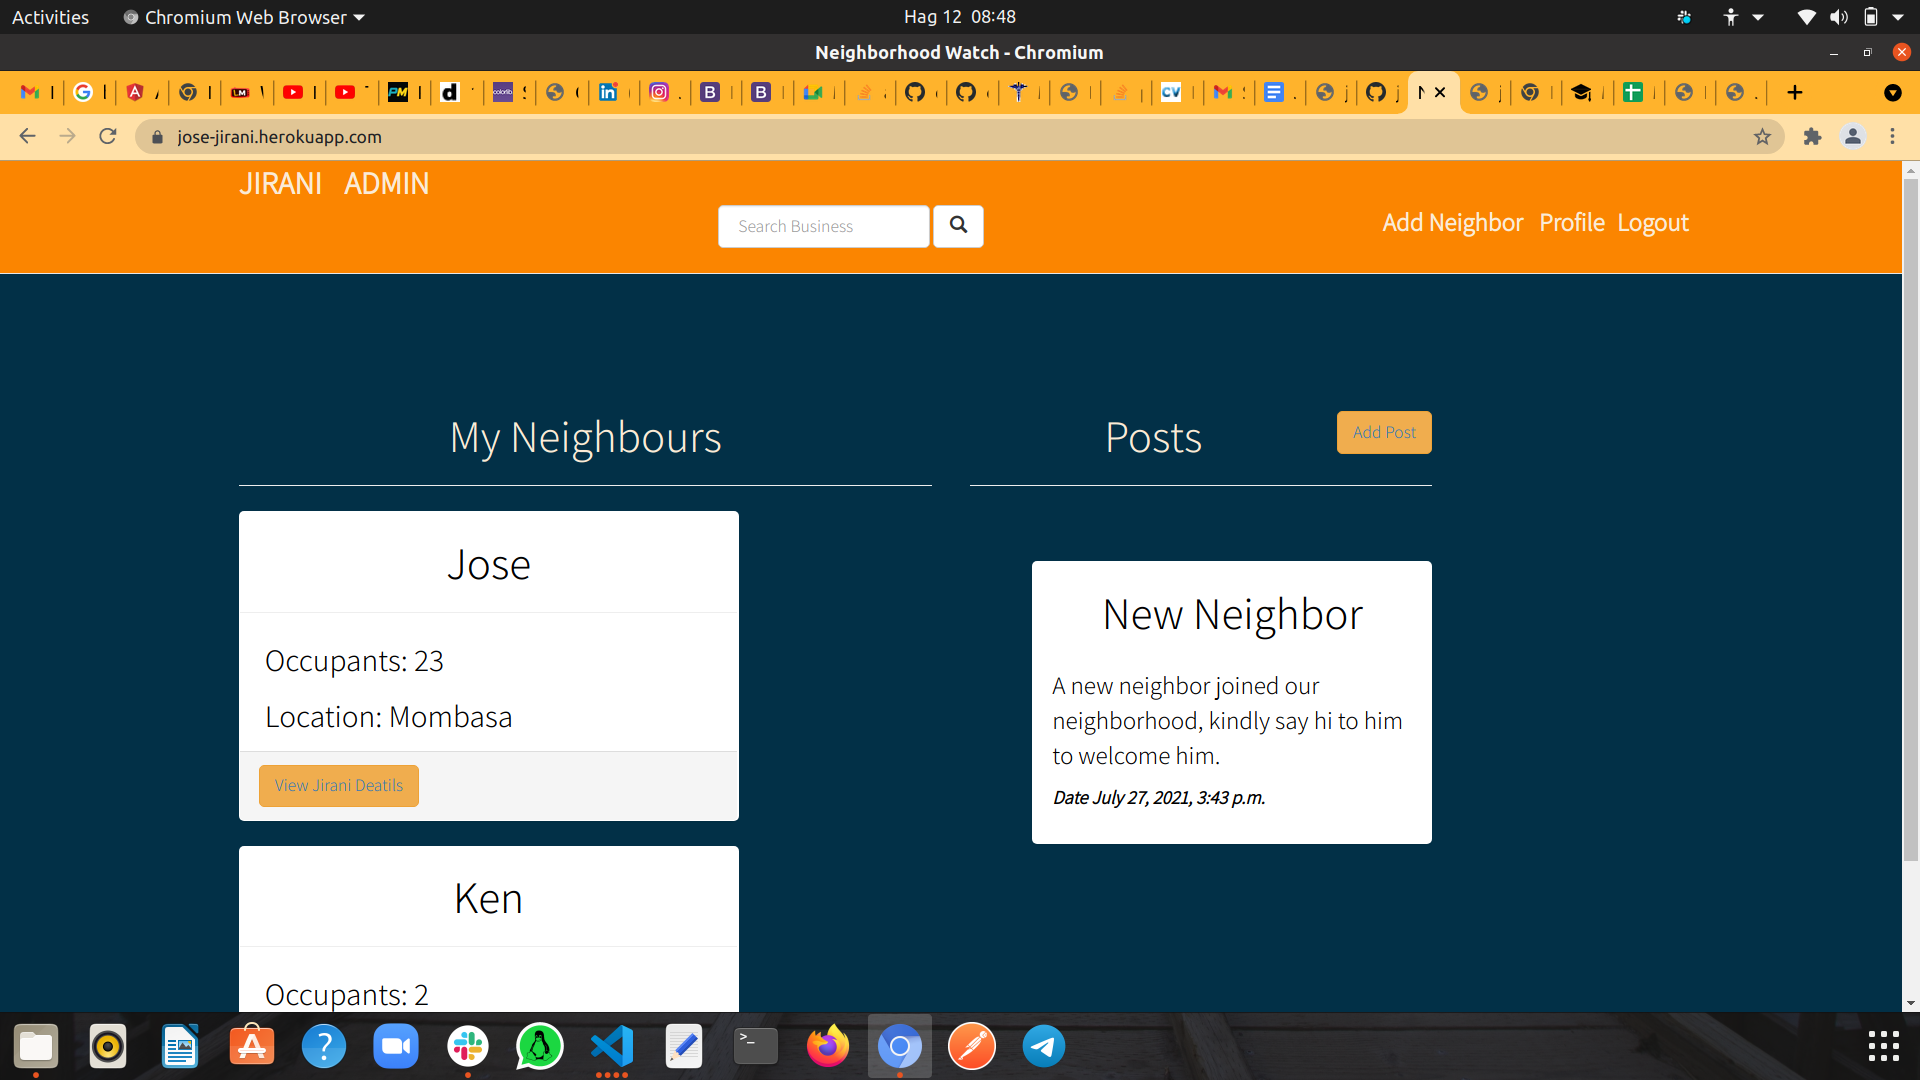 Activities
Chromium Web Browser
Hag 12 08:48
Neighborhood Watch - Chromium
jose-jirani.herokuapp.com
JIRANI ADMIN
Search Business
Add Neighbor Profile Logout
My Neighbours
Posts
Add Post
Jose
Occupants: 23
Location: Mombasa
View Jirani Deatils
Ken
Occupants: 2
New Neighbor
A new neighbor joined our
neighborhood, kindly say hi to him
to welcome him.
Date July 27, 2021, 3:43 p.m.